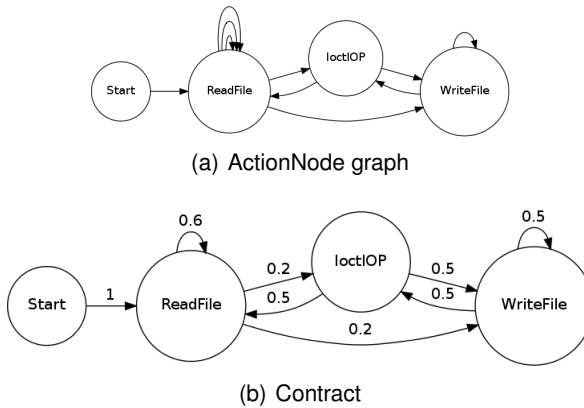 Start
ReadFile
IoctlOP
WriteFile
(a) ActionNode graph
0.6
0.5
Start
1
ReadFile
0.2
0.5
IoctlOP
0.5
0.5
WriteFile
0.2
(b) Contract